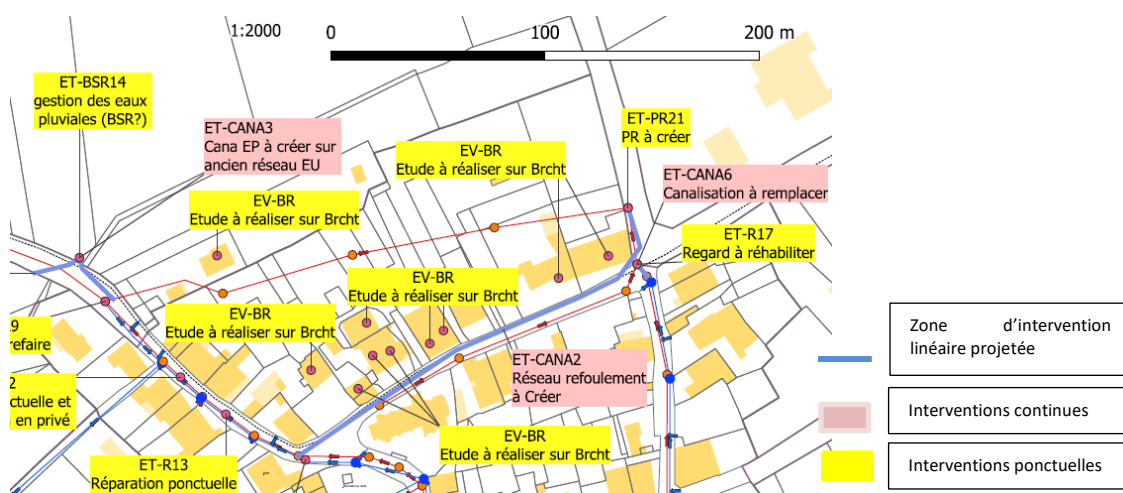 1:2000
0
100
200 m
ET-BSR14
gestion des eaux
pluviales (BSR?)
ET-CANA3
Cana EP à créer sur
ancien réseau EU
EV-BR
Etude à réaliser sur Brcht
ET-PR21
PR à créer
ET-CANA6
Canalisation à remplacer
EV-BR
Etude à réaliser sur Brcht
ET-R17
Regard à réhabiliter
EV-BR
Etude à réaliser sur Brcht
EV-BR
Etude à réaliser sur Brcht
9
refaire
2
ctuelle et
en privé
ET-CANA2
Réseau refoulement
à Créer
EV-BR
Etude à réaliser sur Brcht
ET-R13
Réparation ponctuelle
Zone d'intervention
linéaire projetée
Interventions continues
Interventions ponctuelles